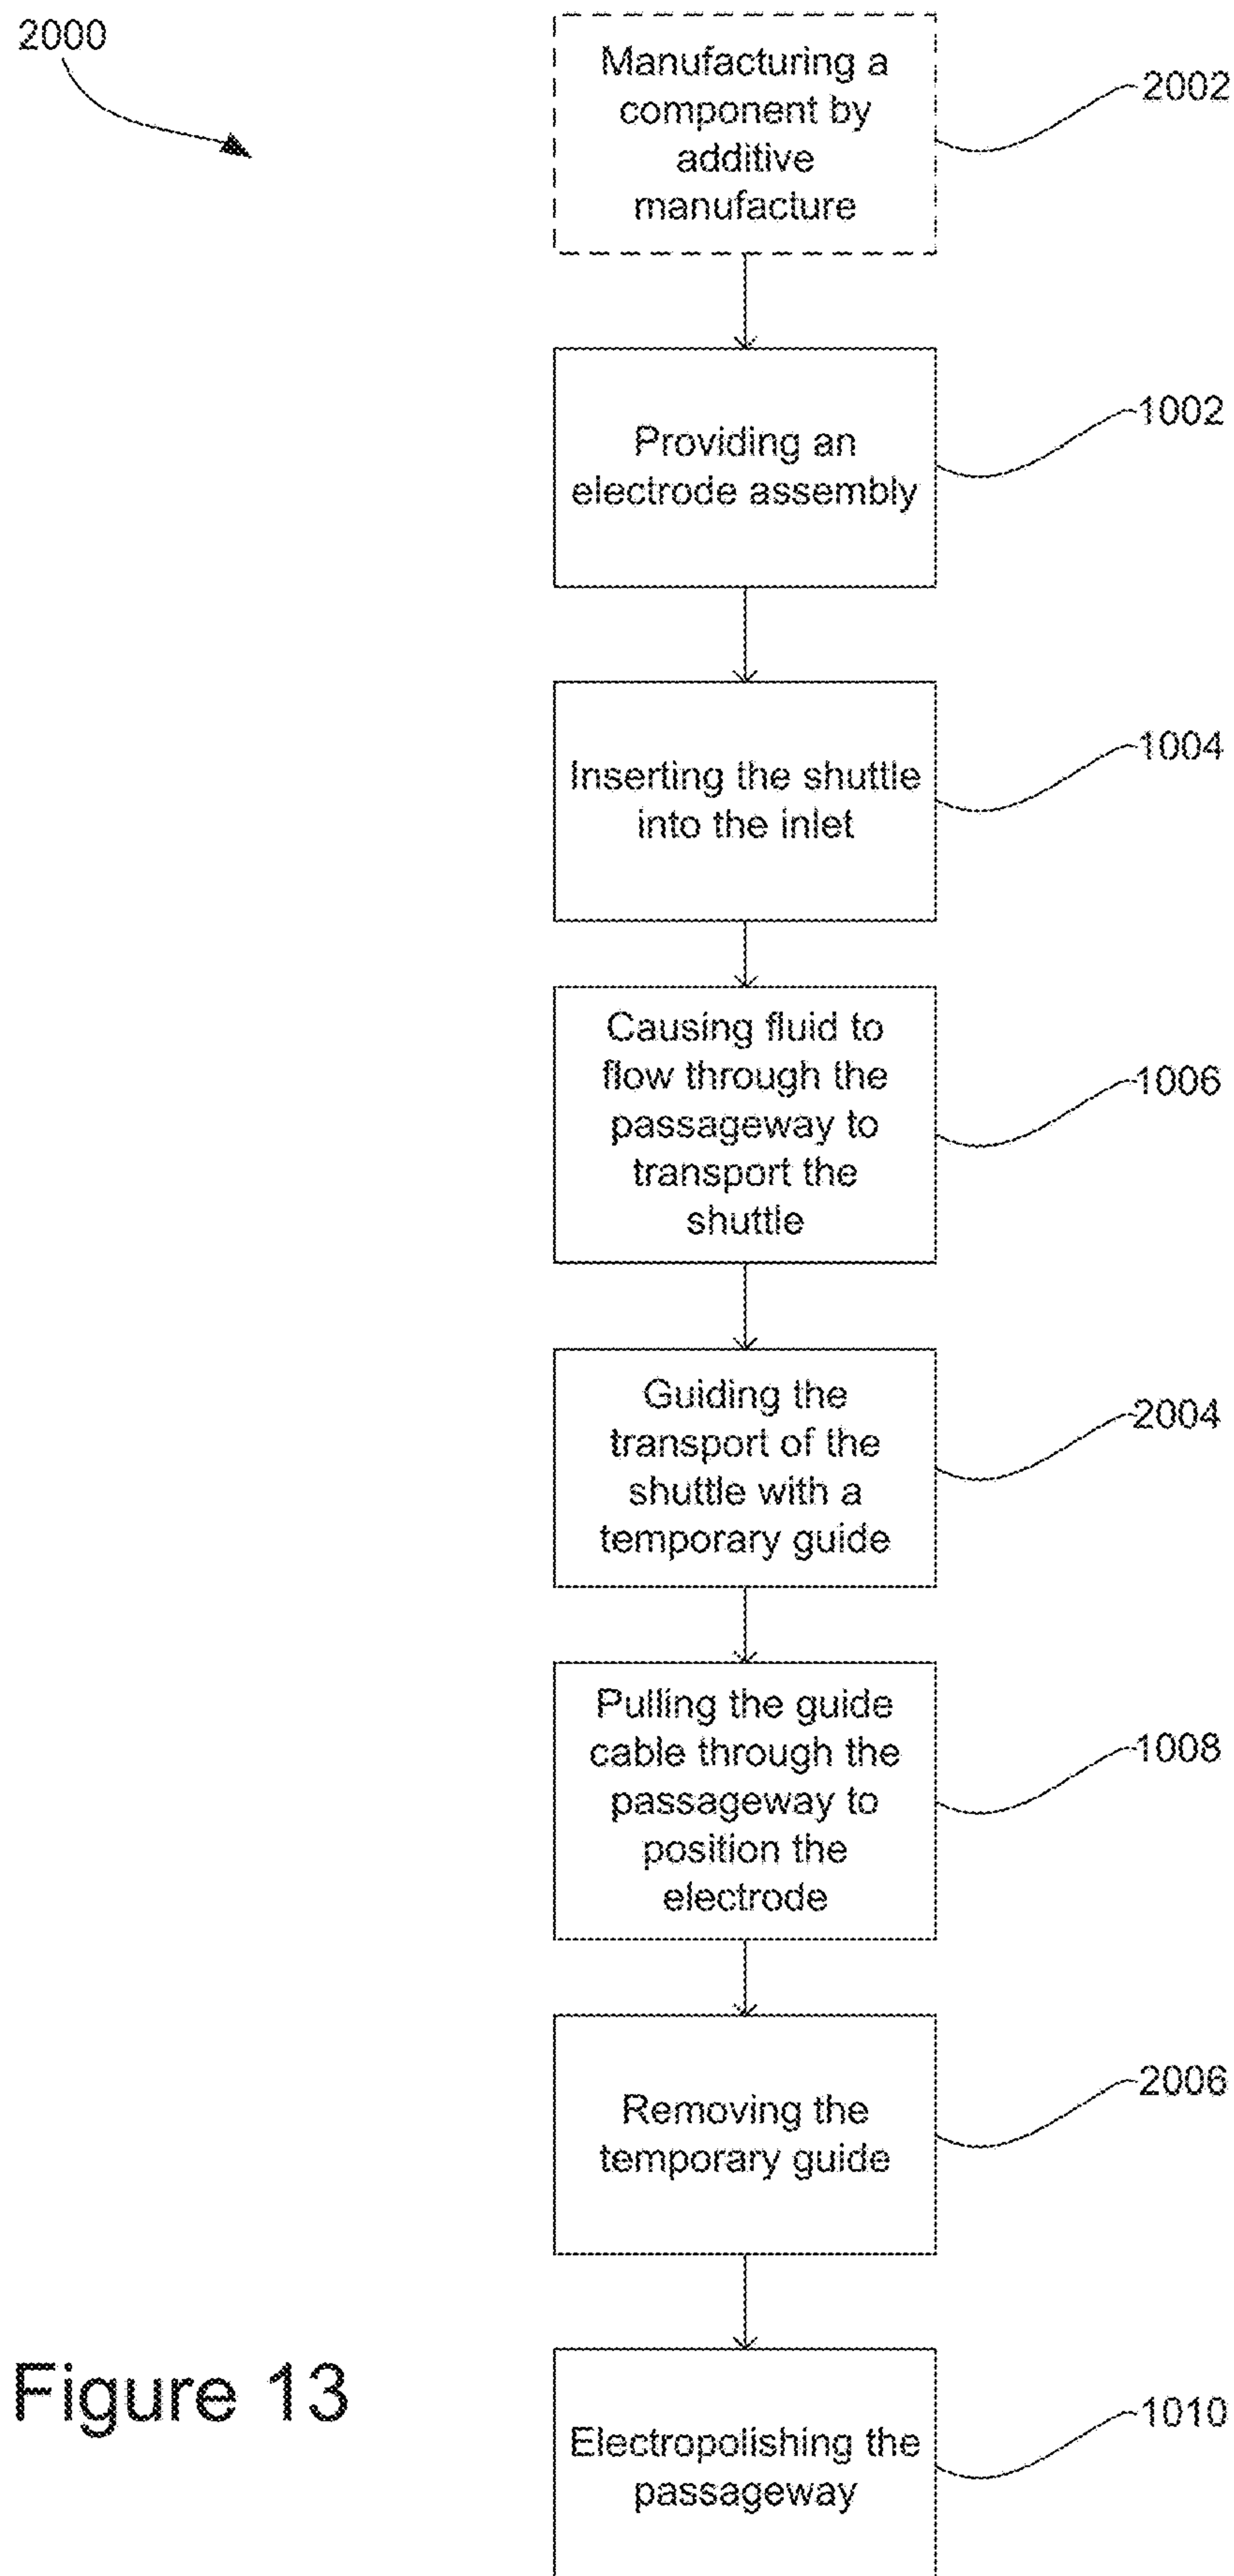 2000
Manufacturing a
component by
additive
manufacture
2002
Providing an
electrode assembly
1002
Inserting the shuttle
into the inlet
1004
Causing fluid to
flow through the
passageway to
transport the
shuttle
1006
Guiding the
transport of the
shuttle with a
temporary guide
2004
Pulling the guide
cable through the
passageway to
position the
electrode
1008
Removing the
temporary guide
2006
Electropolishing the
passageway
1010
Figure 13